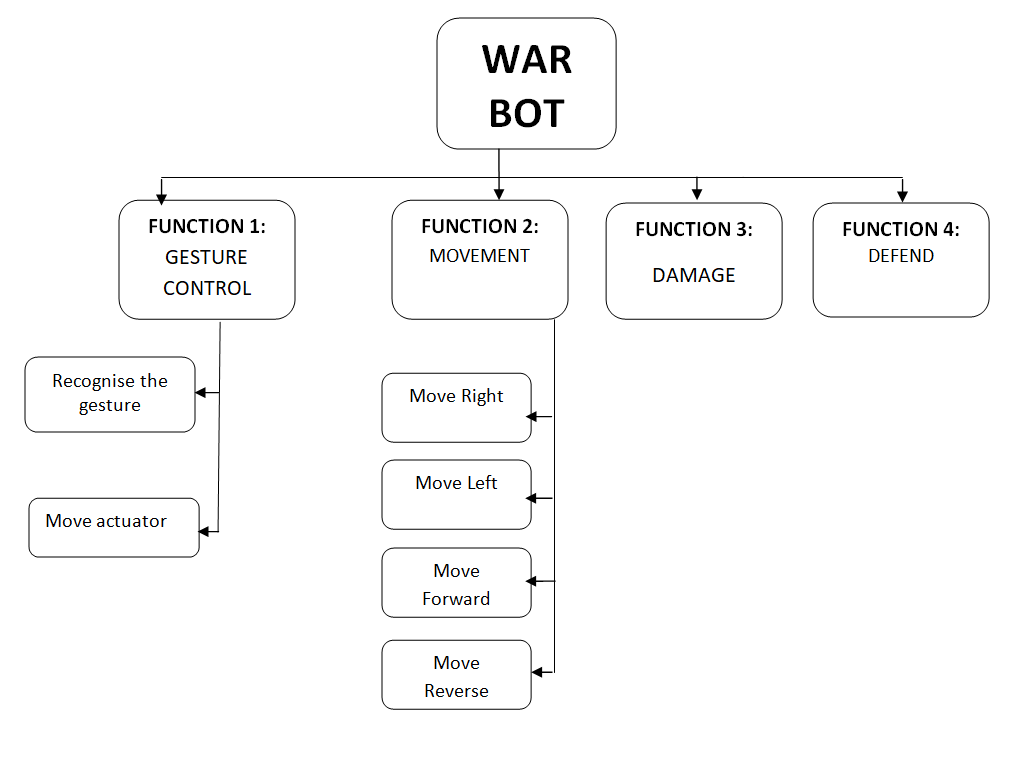 WAR
BOT
FUNCTION 1:
GESTURE
CONTROL
FUNCTION 2:
MOVEMENT
FUNCTION 3:
DAMAGE
FUNCTION 4:
DEFEND
Recognise the
gesture
Move actuator
Move Right
Move Left
Move
Forward
Move
Reverse